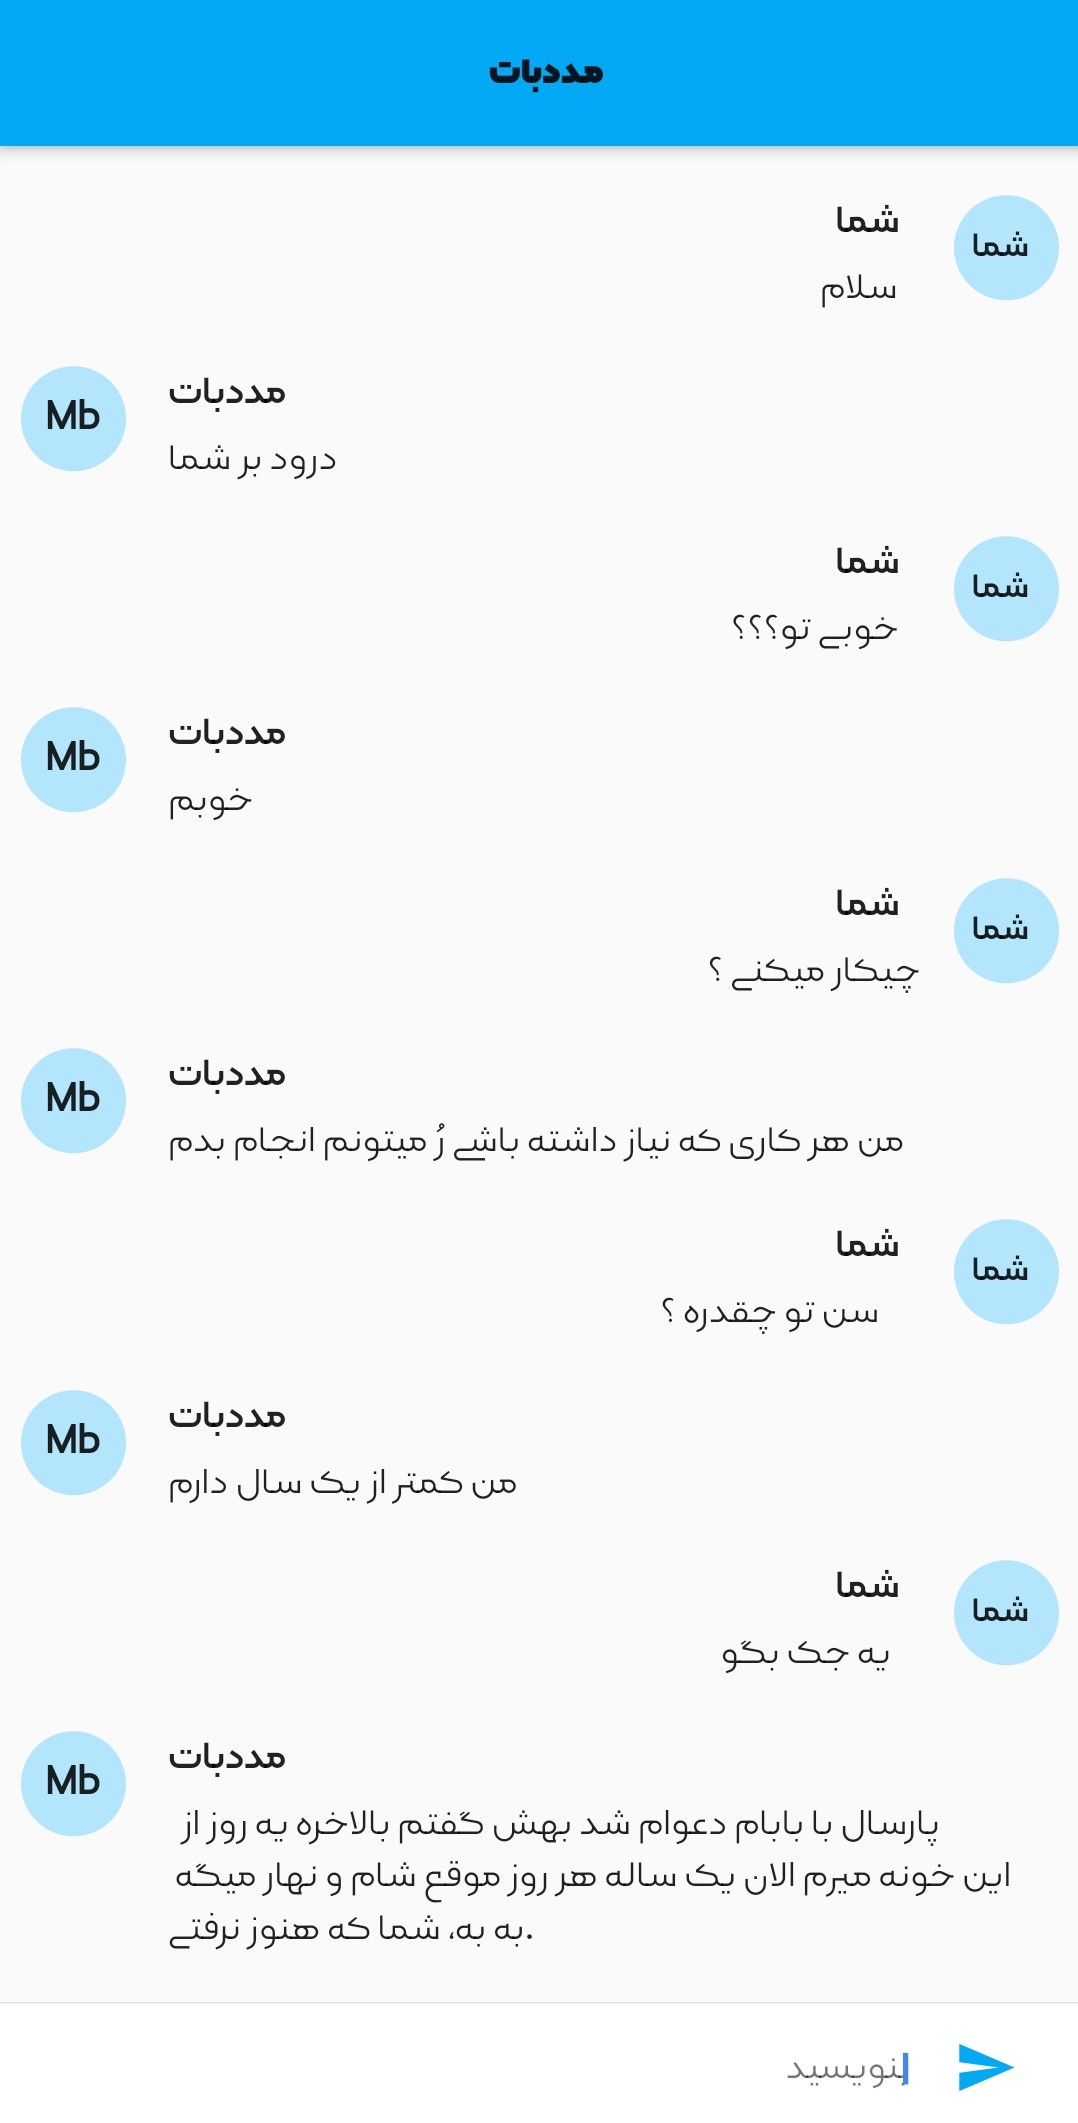 مددبات
شما
شما
سلام
Mb
مددبات
درود بر شما
شما
شما
خوبے تو؟؟؟
Mb
مددبات
خوبم
شما
شما
چیکار میکنے ؟
Mb
مددبات
من هر کاری که نیاز داشته باشے رُ میتونم انجام بدم
شما
شما
سن تو چقدره ؟
Mb
مددبات
من کمتر از یک سال دارم
شما
شما
یه جک بگو
Mb
مددبات
پارسال با بابام دعوام شد بهش گفتم بالاخره یه روز از
این خونه میرم الان یک ساله هر روز موقع شام و نهار میگه
به به، شما که هنوز نرفتے.
بنویسید